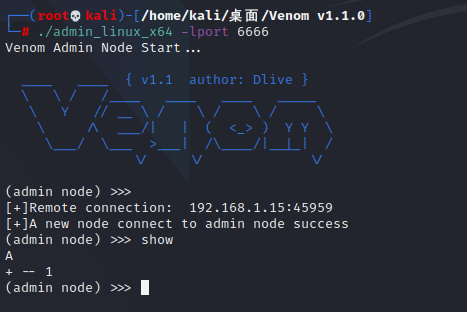 ┌──(root💀kali)-[/home/kali/桌面/Venom v1.1.0]
└─# ./admin_linux_x64 -lport 6666
Venom Admin Node Start...
{ v1.1 author: Dlive }
VENOM
(admin node) >>>
[+]Remote connection: 192.168.1.15:45959
[+]A new node connect to admin node success
(admin node) >>> show
A
+ -- 1
(admin node) >>>